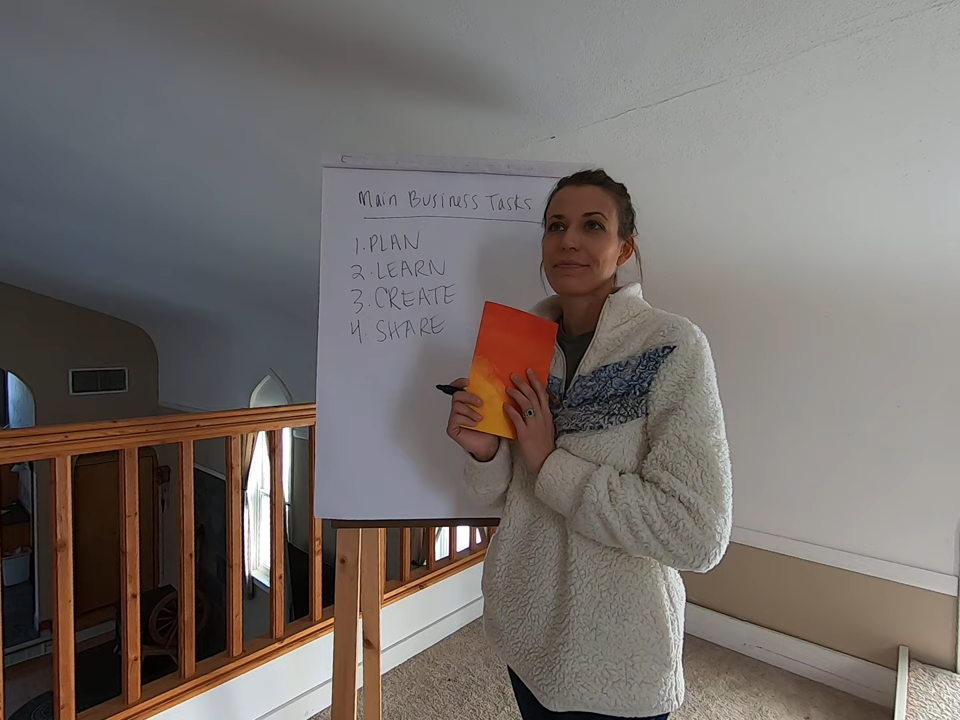 Main Business Tasks
1. PLAN
2. LEARN
3. CREATE
4. SHARE